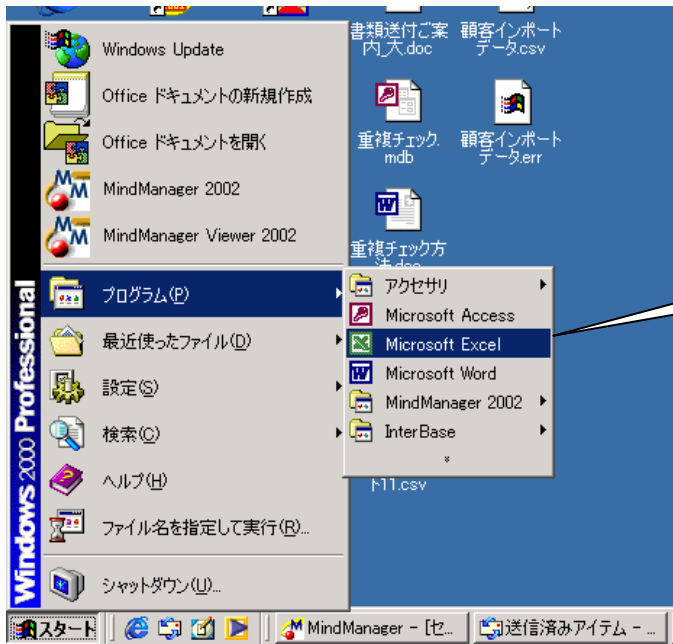 書類送付ご案
内_大.doc
顧客インポート
データ.csv
Windows Update
Office ドキュメントの新規作成
Office ドキュメントを開く
重複チェック.
mdb
顧客インポート
データ.err
MindManager 2002
MindManager Viewer 2002
重複チェック方
法.doc
プログラム(P)
アクセサリ
Microsoft Access
最近使ったファイル(D)
Microsoft Excel
Microsoft Word
設定(S)
MindManager 2002
検索(C)
InterBase
ヘルプ(H)
ト11.csv
ファイル名を指定して実行(R)...
シャットダウン(U)...
Windows 2000 Professional
スタート
MindManager - [セ...
送信済みアイテム - ...